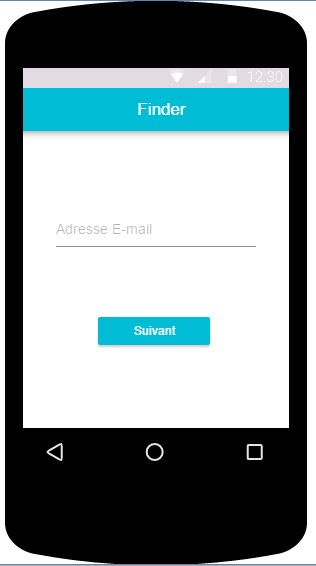 12:30
Finder
Adresse E-mail
Suivant